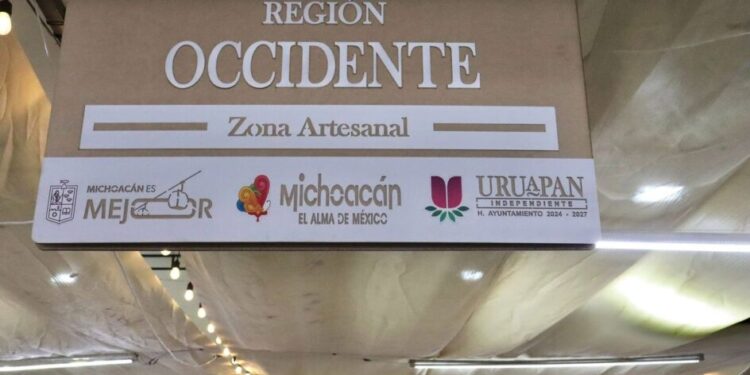 REGIÓN
OCCIDENTE
Zona Artesanal
MICHOACÁN ES
MEJOR
Michoacán
EL ALMA DE MÉXICO
URUAPAN
INDEPENDIENTE
H. AYUNTAMIENTO 2024 - 2027